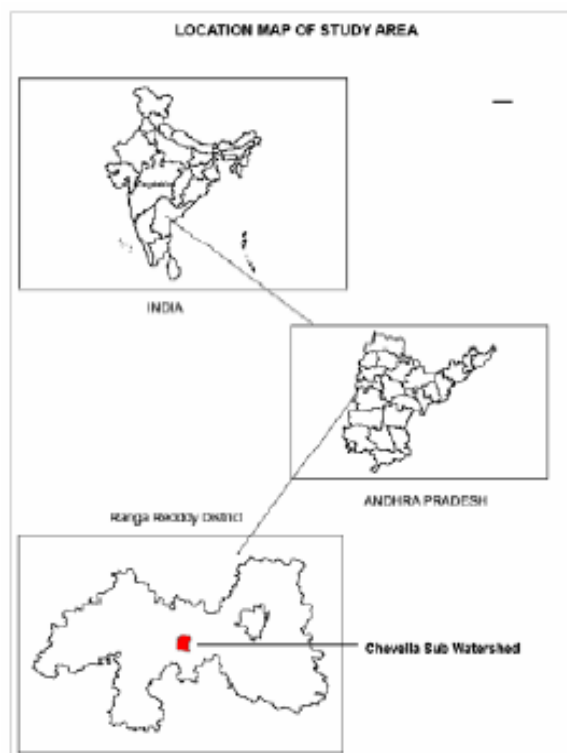 LOCATION MAP OF STUDY AREA
INDIA
ANDHRA PRADESH
Ranga Reddy District
Chevella Sub Watershed